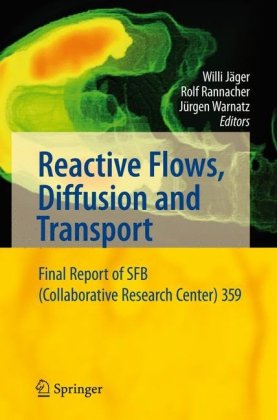 Willi Jäger
Rolf Rannacher
Jürgen Warnatz
Editors
Reactive Flows,
Diffusion and
Transport
Final Report of SFB
(Collaborative Research Center) 359
Springer